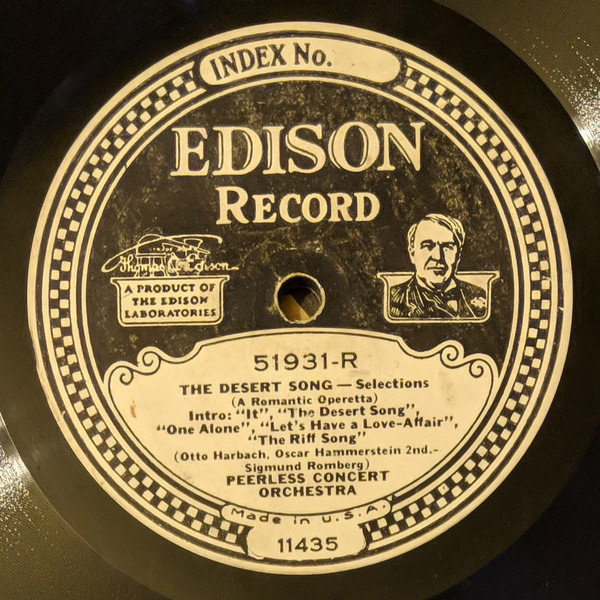 INDEX No.
EDISON
RECORD
Thomas A Edison
A PRODUCT OF
THE EDISON
LABORATORIES
51931-R
THE DESERT SONG — Selections
(A Romantic Operetta)
Intro: "It", "The Desert Song",
"One Alone", "Let's Have a Love-Affair",
"The Riff Song"
(Otto Harbach, Oscar Hammerstein 2nd.-
Sigmund Romberg)
PEERLESS CONCERT
ORCHESTRA
Made in U.S.A.
11435